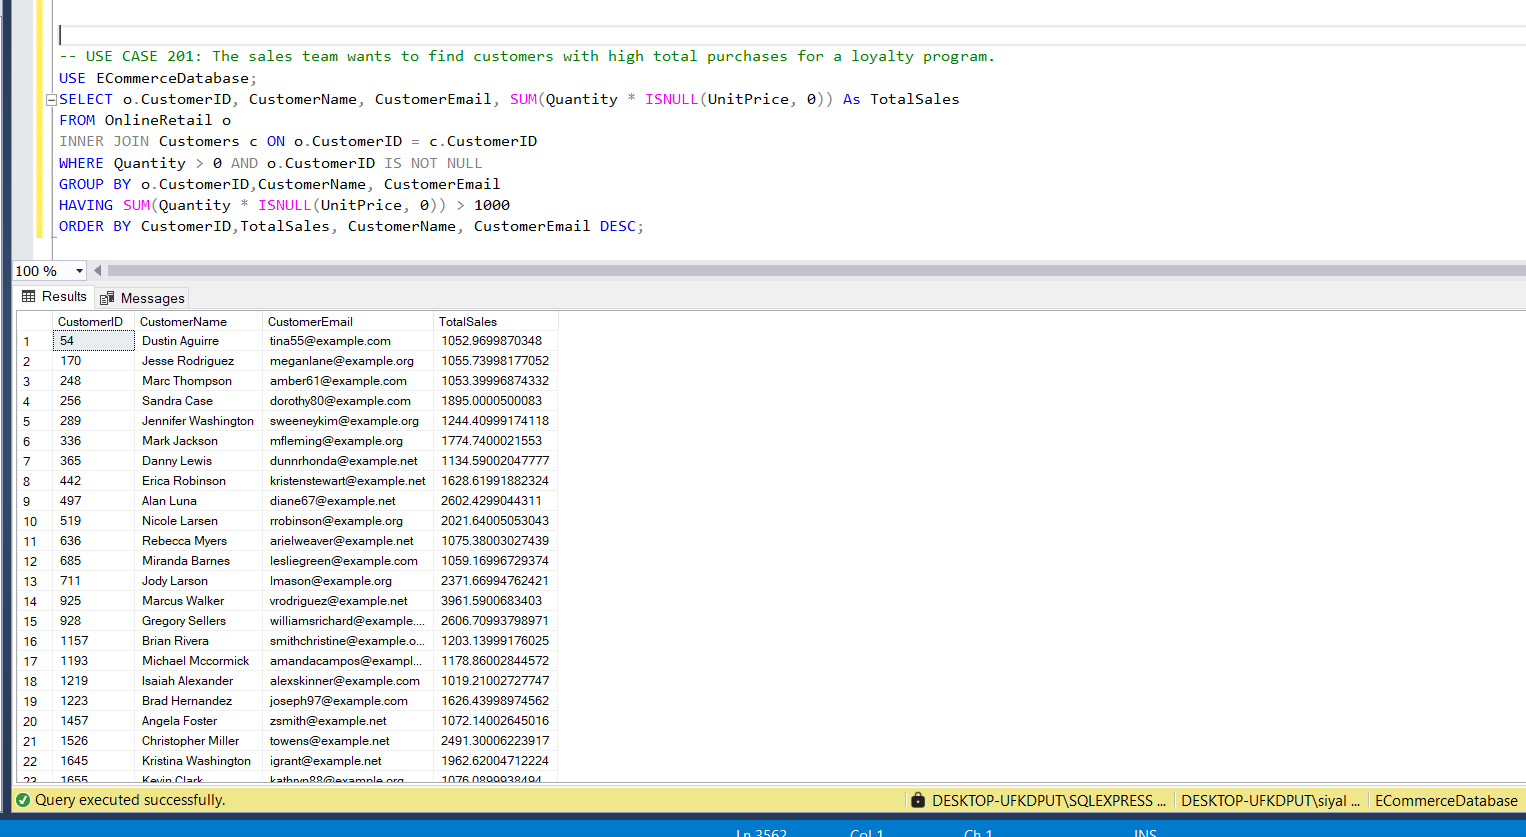 -- USE CASE 201: The sales team wants to find customers with high total purchases for a loyalty program.
USE ECommerceDatabase;
SELECT o.CustomerID, CustomerName, CustomerEmail, SUM(Quantity * ISNULL(UnitPrice, 0)) As TotalSales
FROM OnlineRetail o
INNER JOIN Customers c ON o.CustomerID = c.CustomerID
WHERE Quantity > 0 AND o.CustomerID IS NOT NULL
GROUP BY o.CustomerID,CustomerName, CustomerEmail
HAVING SUM(Quantity * ISNULL(UnitPrice, 0)) > 1000
ORDER BY CustomerID,TotalSales, CustomerName, CustomerEmail DESC;
100 %
Results Messages
CustomerID CustomerName CustomerEmail TotalSales
1 54 Dustin Aguirre tina55@example.com 1052.9699870348
2 170 Jesse Rodriguez meganlane@example.org 1055.73998177052
3 248 Marc Thompson amber61@example.com 1053.39996874332
4 256 Sandra Case dorothy80@example.com 1895.0000500083
5 289 Jennifer Washington sweeneykim@example.org 1244.40999174118
6 336 Mark Jackson mfleming@example.org 1774.7400021553
7 365 Danny Lewis dunnrhonda@example.net 1134.59002047777
8 442 Erica Robinson kristenstewart@example.net 1628.61991882324
9 497 Alan Luna diane67@example.net 2602.4299044311
10 519 Nicole Larsen rrobinson@example.org 2021.64005053043
11 636 Rebecca Myers arielweaver@example.net 1075.38003027439
12 685 Miranda Barnes lesliegreen@example.com 1059.16996729374
13 711 Jody Larson lmason@example.org 2371.66994762421
14 925 Marcus Walker vrodriguez@example.net 3961.5900683403
15 928 Gregory Sellers williamsrichard@example.... 2606.70993798971
16 1157 Brian Rivera smithchristine@example.o... 1203.13999176025
17 1193 Michael Mccormick amandacampos@exampl... 1178.86002844572
18 1219 Isaiah Alexander alexskinner@example.com 1019.21002727747
19 1223 Brad Hernandez joseph97@example.com 1626.43998974562
20 1457 Angela Foster zsmith@example.net 1072.14002645016
21 1526 Christopher Miller towens@example.net 2491.30006223917
22 1645 Kristina Washington igrant@example.net 1962.62004712224
23 1655 Kevin Clark kathryn88@example.org 1076.0899938494
Query executed successfully. DESKTOP-UFKDPUT\SQLEXPRESS ... DESKTOP-UFKDPUT\siyal ... ECommerceDatabase
Ln 3562 Col 1 Ch 1 INS